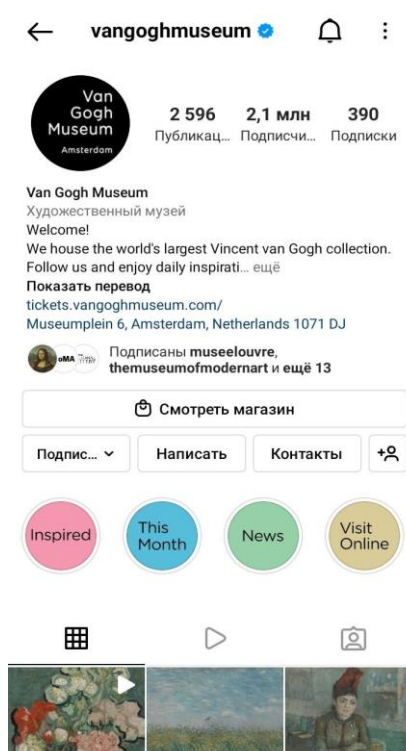 vangoghmuseum
Van
Gogh
Museum
Amsterdam
2 596 2,1 млн 390
Публикац... Подписчи... Подписки
Van Gogh Museum
Художественный музей
Welcome!
We house the world's largest Vincent van Gogh collection.
Follow us and enjoy daily inspirati... ещё
Показать перевод
tickets.vangoghmuseum.com/
Museumplein 6, Amsterdam, Netherlands 1071 DJ
Подписаны museelouvre,
themuseumofmodernart и ещё 13
Смотреть магазин
Подпис... Написать Контакты
Inspired
This
Month
News
Visit
Online